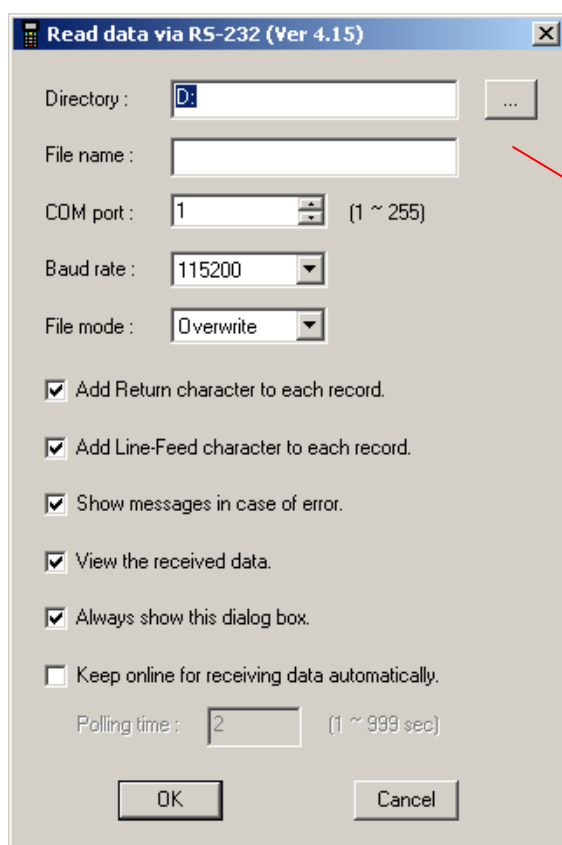 Read data via RS-232 (Ver 4.15)
Directory : D: ...
File name :
COM port : 1 (1 ~ 255)
Baud rate : 115200
File mode : Overwrite
Add Return character to each record.
Add Line-Feed character to each record.
Show messages in case of error.
View the received data.
Always show this dialog box.
Keep online for receiving data automatically.
Polling time : 2 (1 ~ 999 sec)
OK Cancel